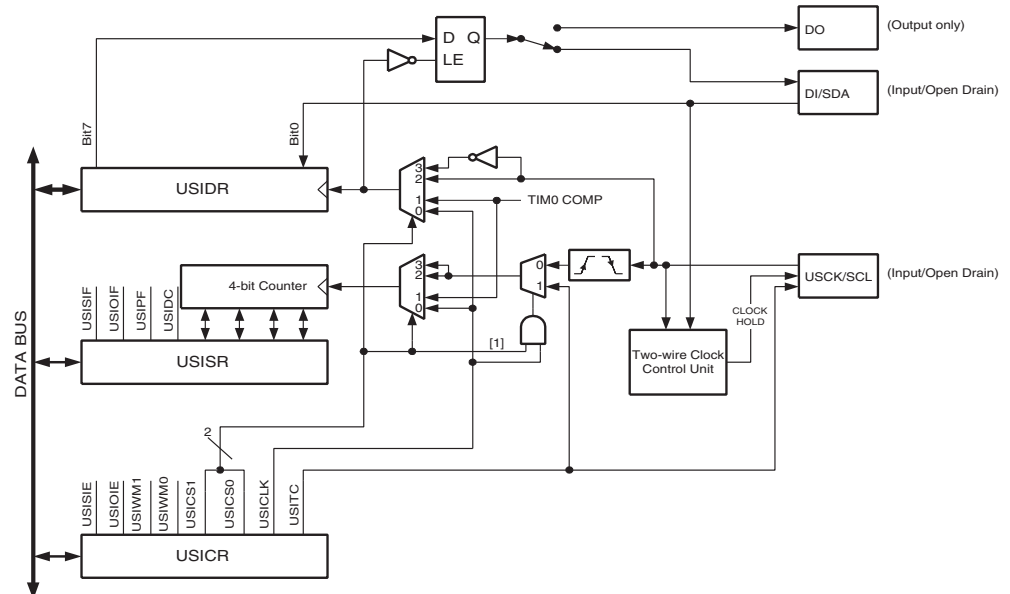 D Q
LE
DO
(Output only)
DI/SDA
(Input/Open Drain)
Bit7
Bit0
USIDR
3
2
1
0
TIM0 COMP
4-bit Counter
3
2
1
0
0
1
USCK/SCL
(Input/Open Drain)
CLOCK
HOLD
Two-wire Clock
Control Unit
[1]
USISIF
USIOIF
USIPF
USIDC
USISR
DATA BUS
2
USISIE
USIOIE
USIWM1
USIWM0
USICS1
USICS0
USICLK
USITC
USICR